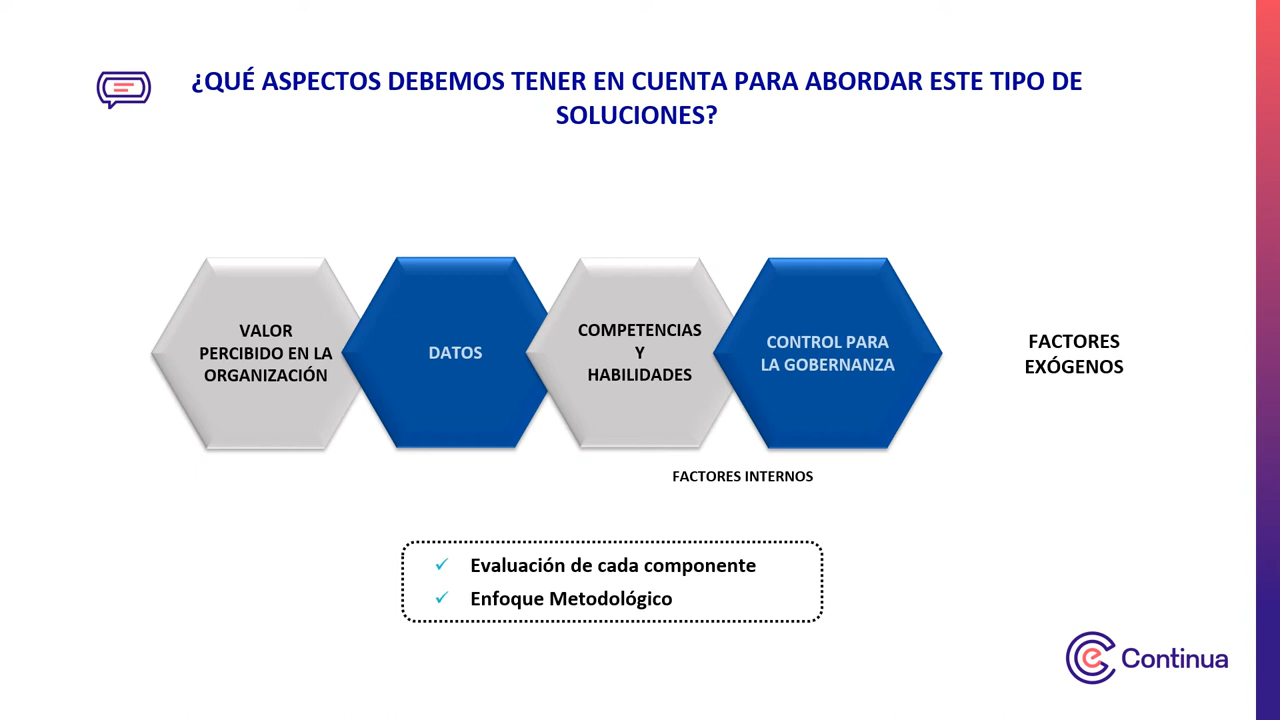 ¿QUÉ ASPECTOS DEBEMOS TENER EN CUENTA PARA ABORDAR ESTE TIPO DE
SOLUCIONES?
VALOR
PERCIBIDO EN LA
ORGANIZACIÓN
DATOS
COMPETENCIAS
Y
HABILIDADES
CONTROL PARA
LA GOBERNANZA
FACTORES
EXÓGENOS
FACTORES INTERNOS
✓ Evaluación de cada componente
✓ Enfoque Metodológico
e Continua